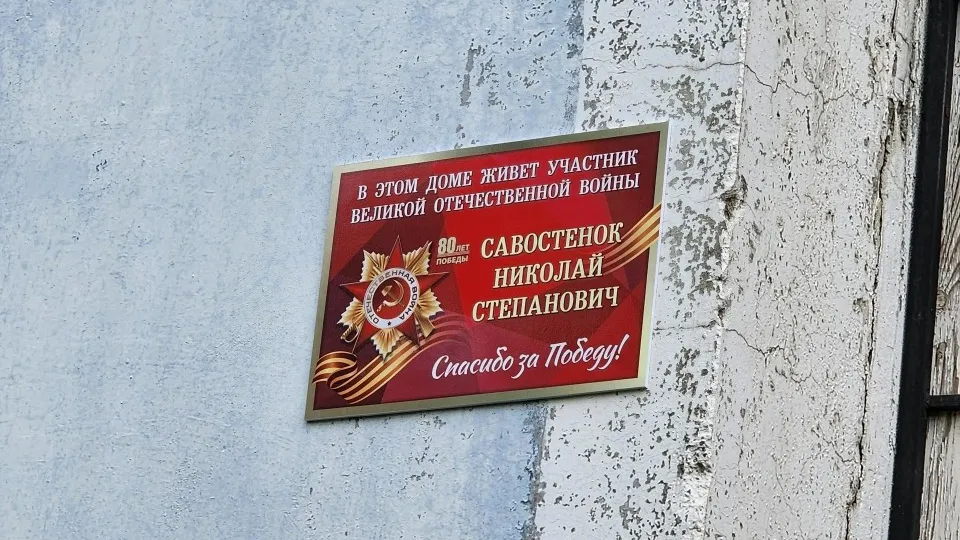 В ЭТОМ ДОМЕ ЖИВЕТ УЧАСТНИК
ВЕЛИКОЙ ОТЕЧЕСТВЕННОЙ ВОЙНЫ
80 ЛЕТ
ПОБЕДЫ
САВОСТЕНОК
НИКОЛАЙ
СТЕПАНОВИЧ
ОТЕЧЕСТВЕННАЯ ВОЙНА
Спасибо за Победу!